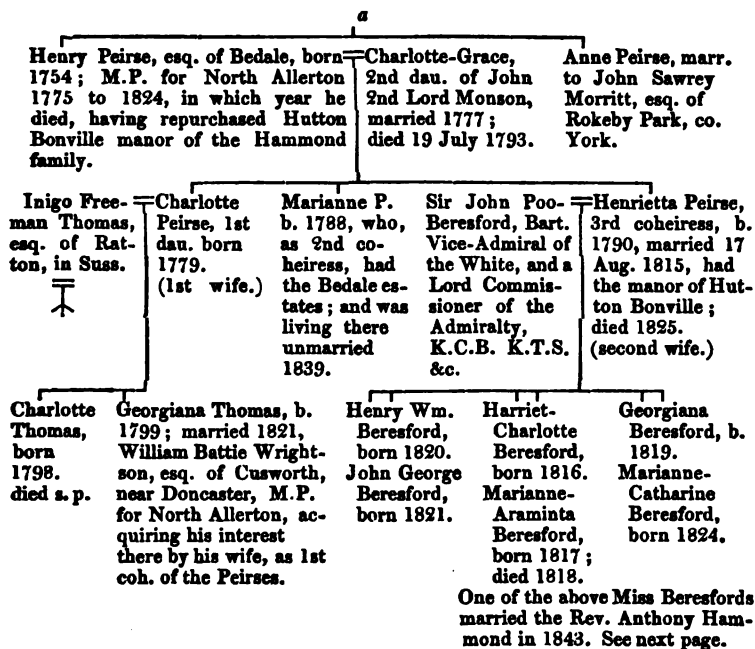 a
Henry Peirse, esq. of Bedale, born
1754; M.P. for North Allerton
1775 to 1824, in which year he
died, having repurchased Hutton
Bonville manor of the Hammond
family.
Charlotte-Grace,
2nd dau. of John
2nd Lord Monson,
married 1777;
died 19 July 1793.
Anne Peirse, marr.
to John Sawrey
Morritt, esq. of
Rokeby Park, co.
York.
Inigo Free-
man Thomas,
esq. of Rat-
ton, in Suss.
Charlotte
Peirse, 1st
dau. born
1779.
(1st wife.)
Marianne P.
b. 1788, who,
as 2nd co-
heiress, had
the Bedale es-
tates; and was
living there
unmarried
1839.
Sir John Poo-
Beresford, Bart.
Vice-Admiral of
the White, and a
Lord Commis-
sioner of the
Admiralty,
K.C.B. K.T.S.
&c.
Henrietta Peirse,
3rd coheiress, b.
1790, married 17
Aug. 1815, had
the manor of Hut-
ton Bonville;
died 1825.
(second wife.)
Charlotte
Thomas,
born
1798.
died s. p.
Georgiana Thomas, b.
1799; married 1821,
William Battie Wright-
son, esq. of Cusworth,
near Doncaster, M.P.
for North Allerton, ac-
quiring his interest
there by his wife, as 1st
coh. of the Peirses.
Henry Wm.
Beresford,
born 1820.
John George
Beresford,
born 1821.
Harriet-
Charlotte
Beresford,
born 1816.
Marianne-
Araminta
Beresford,
born 1817;
died 1818.
Georgiana
Beresford, b.
1819.
Marianne-
Catharine
Beresford,
born 1824.
One of the above Miss Beresfords
married the Rev. Anthony Ham-
mond in 1843. See next page.